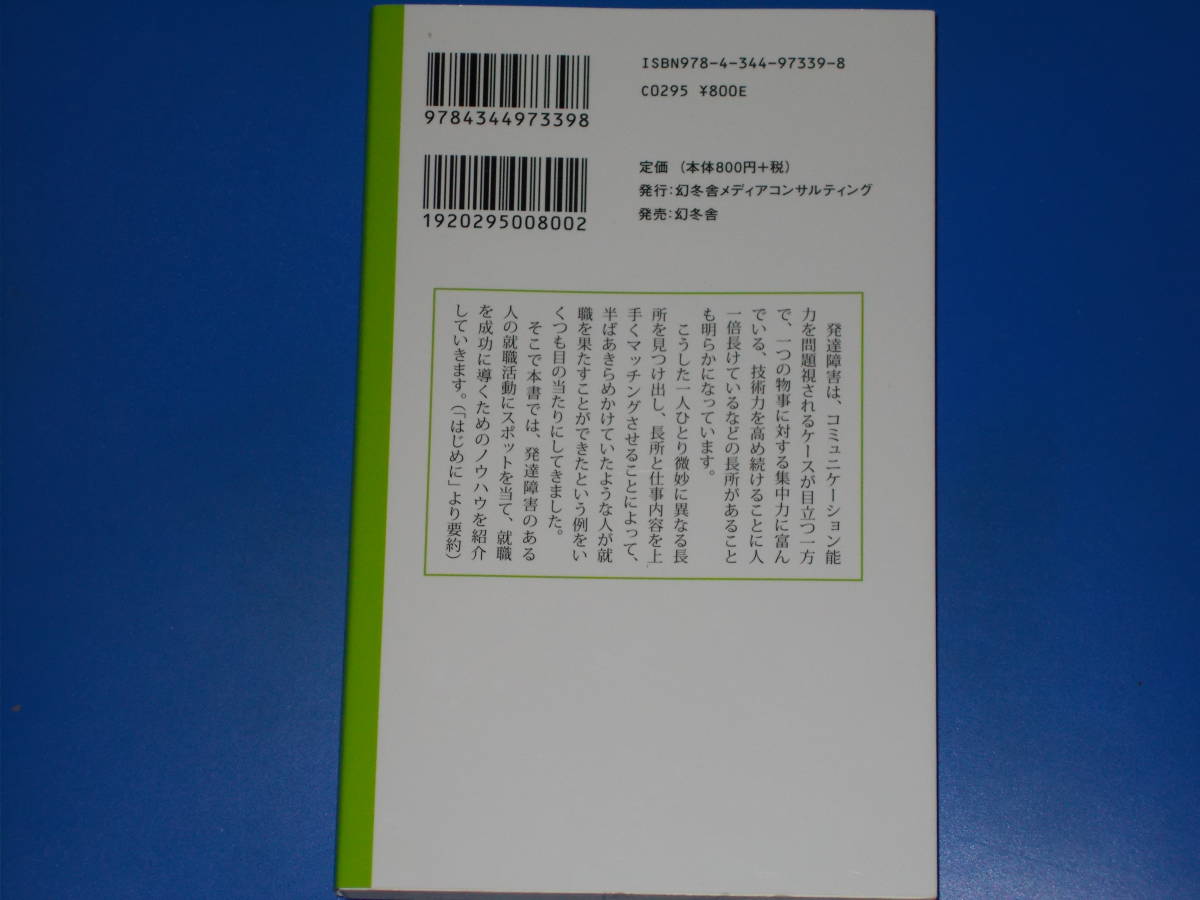 ISBN978-4-344-97339-8
C0295 ¥800E
9784344973398
定価 （本体800円＋税）
発行：幻冬舎メディアコンサルティング
発売：幻冬舎
1920295008002
発達障害は、コミュニケーション能
力を問題視されるケースが目立つ一方
で、一つの物事に対する集中力に富ん
でいる、技術力を高め続けることに人
一倍長けているなどの長所があること
も明らかになっています。
こうした一人ひとり微妙に異なる長
所を見つけ出し、長所と仕事内容を上
手くマッチングさせることによって、
半ばあきらめかけていたような人が就
職を果たすことができたという例をい
くつも目の当たりにしてきました。
そこで本書では、発達障害のある
人の就職活動にスポットを当て、就職
を成功に導くためのノウハウを紹介
していきます。（「はじめに」より要約）